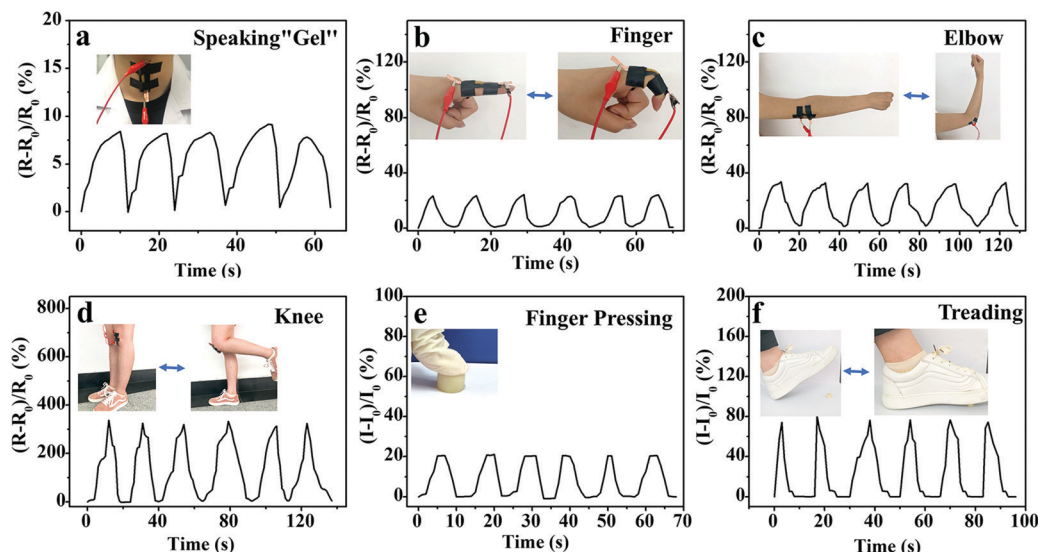 a
Speaking"Gel"
(R-R0)/R0 (%)
20
15
10
5
0
0 20 40 60
Time (s)
b
Finger
(R-R0)/R0 (%)
120
80
40
0
0 10 20 30 40 50 60 70
Time (s)
c
Elbow
(R-R0)/R0 (%)
120
80
40
0
0 20 40 60 80 100 120
Time (s)
d
Knee
(R-R0)/R0 (%)
800
600
300
0
0 40 80 120
Time (s)
e
Finger Pressing
(I-I0)/I0 (%)
100
80
60
40
20
0
0 10 20 30 40 50 60 70
Time (s)
f
Treading
(I-I0)/I0 (%)
200
160
120
80
40
0
0 20 40 60 80 100
Time (s)